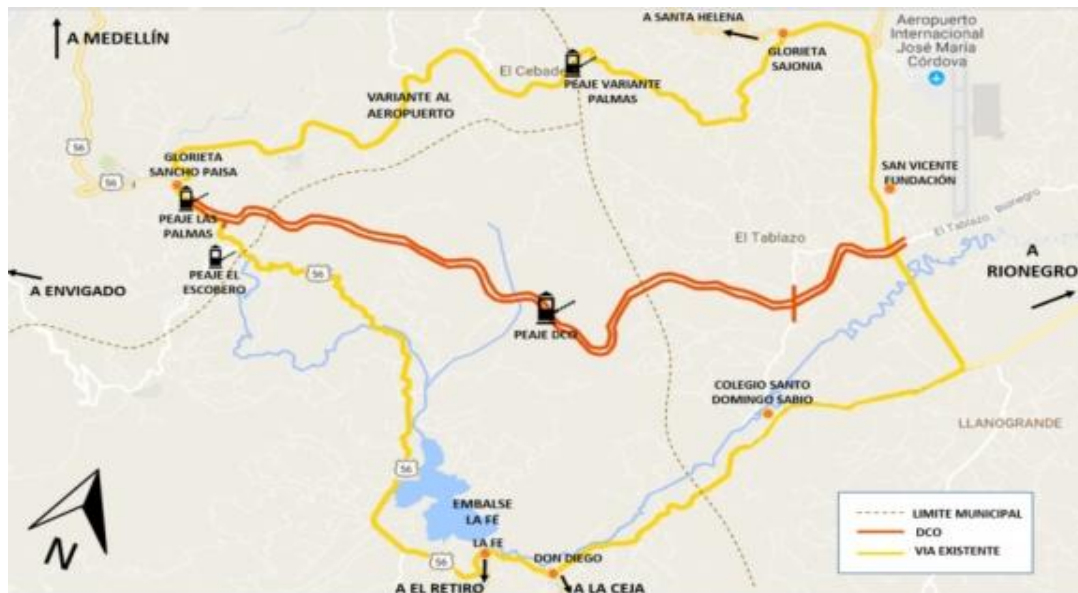 A MEDELLÍN
A SANTA HELENA
Aeropuerto
Internacional
José María
Córdova
GLORIETA
SAJONIA
El Cebade
PEAJE VARIANTE
PALMAS
VARIANTE AL
AEROPUERTO
56
56
GLORIETA
SANCHO PAISA
SAN VICENTE
FUNDACIÓN
PEAJE LAS
PALMAS
El Tablazo
El Tablazo Rionegro
A
RIONEGRO
PEAJE EL
ESCOBERO
56
A ENVIGADO
PEAJE DCO
COLEGIO SANTO
DOMINGO SABIO
LLANOGRANDE
56
EMBALSE
LA FE
LIMITE MUNICIPAL
DCO
VIA EXISTENTE
N
LA FE
DON DIEGO
56
A EL RETIRO
A LA CEJA